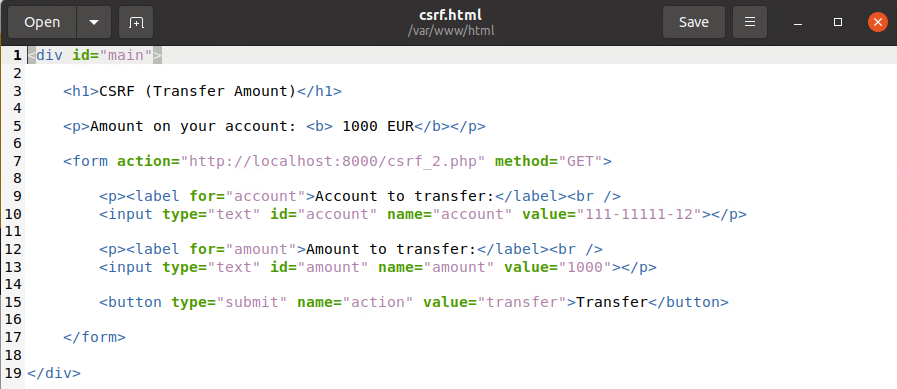 Open
csrf.html
/var/www/html
Save
1 <div id="main">
2
3     <h1>CSRF (Transfer Amount)</h1>
4
5     <p>Amount on your account: <b> 1000 EUR</b></p>
6
7     <form action="http://localhost:8000/csrf_2.php" method="GET">
8
9         <p><label for="account">Account to transfer:</label><br />
10         <input type="text" id="account" name="account" value="111-11111-12"></p>
11
12         <p><label for="amount">Amount to transfer:</label><br />
13         <input type="text" id="amount" name="amount" value="1000"></p>
14
15         <button type="submit" name="action" value="transfer">Transfer</button>
16
17     </form>
18
19 </div>